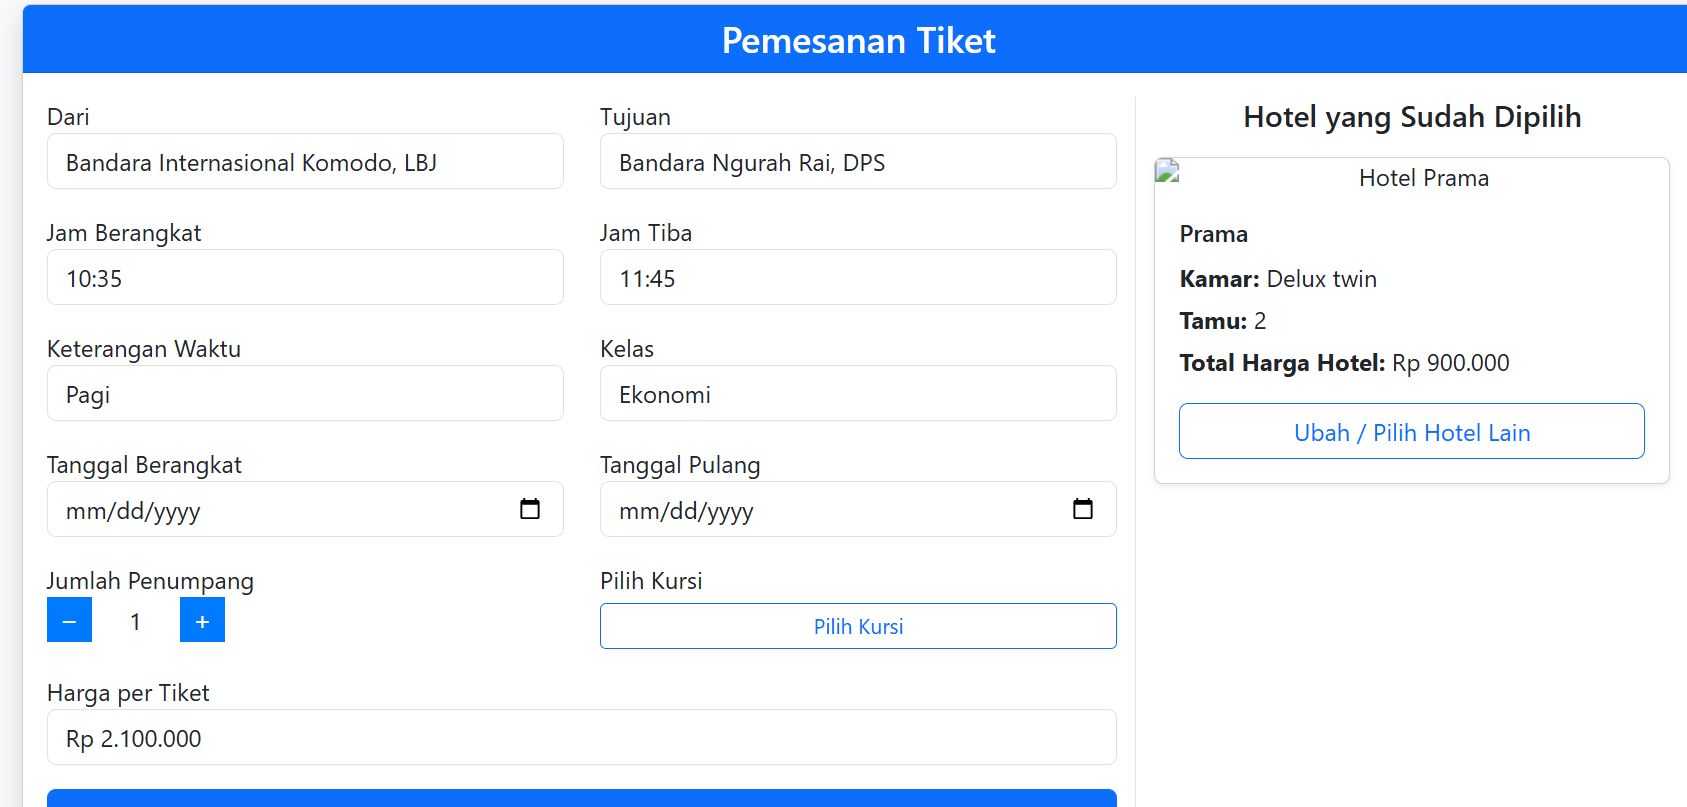 Pemesanan Tiket
Dari
Bandara Internasional Komodo, LBJ
Tujuan
Bandara Ngurah Rai, DPS
Jam Berangkat
10:35
Jam Tiba
11:45
Keterangan Waktu
Pagi
Kelas
Ekonomi
Tanggal Berangkat
mm/dd/yyyy
Tanggal Pulang
mm/dd/yyyy
Jumlah Penumpang
− 1 +
Pilih Kursi
Pilih Kursi
Harga per Tiket
Rp 2.100.000
Hotel yang Sudah Dipilih
Hotel Prama
Prama
Kamar: Delux twin
Tamu: 2
Total Harga Hotel: Rp 900.000
Ubah / Pilih Hotel Lain